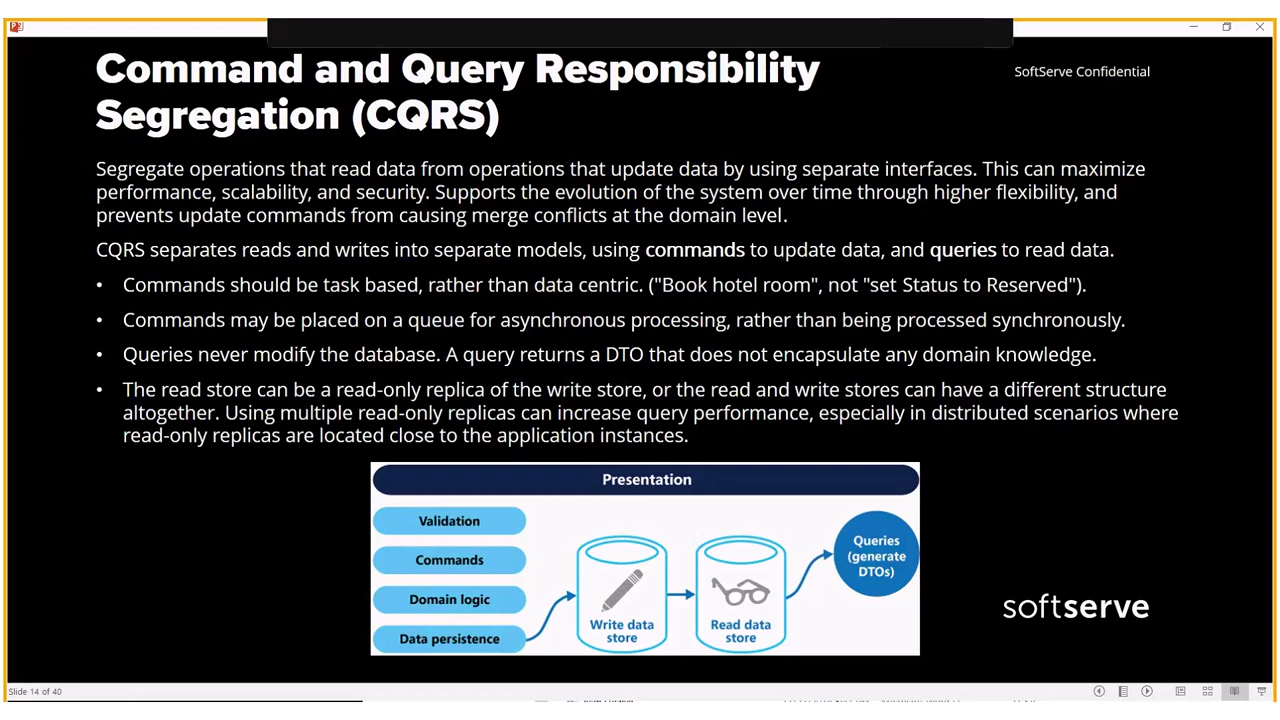 Command and Query Responsibility
Segregation (CQRS)
SoftServe Confidential
Segregate operations that read data from operations that update data by using separate interfaces. This can maximize
performance, scalability, and security. Supports the evolution of the system over time through higher flexibility, and
prevents update commands from causing merge conflicts at the domain level.
CQRS separates reads and writes into separate models, using commands to update data, and queries to read data.
• Commands should be task based, rather than data centric. ("Book hotel room", not "set Status to Reserved").
• Commands may be placed on a queue for asynchronous processing, rather than being processed synchronously.
• Queries never modify the database. A query returns a DTO that does not encapsulate any domain knowledge.
• The read store can be a read-only replica of the write store, or the read and write stores can have a different structure
altogether. Using multiple read-only replicas can increase query performance, especially in distributed scenarios where
read-only replicas are located close to the application instances.
Presentation
Validation
Commands
Domain logic
Data persistence
Write data
store
Read data
store
Queries
(generate
DTOs)
softserve
Slide 14 of 40